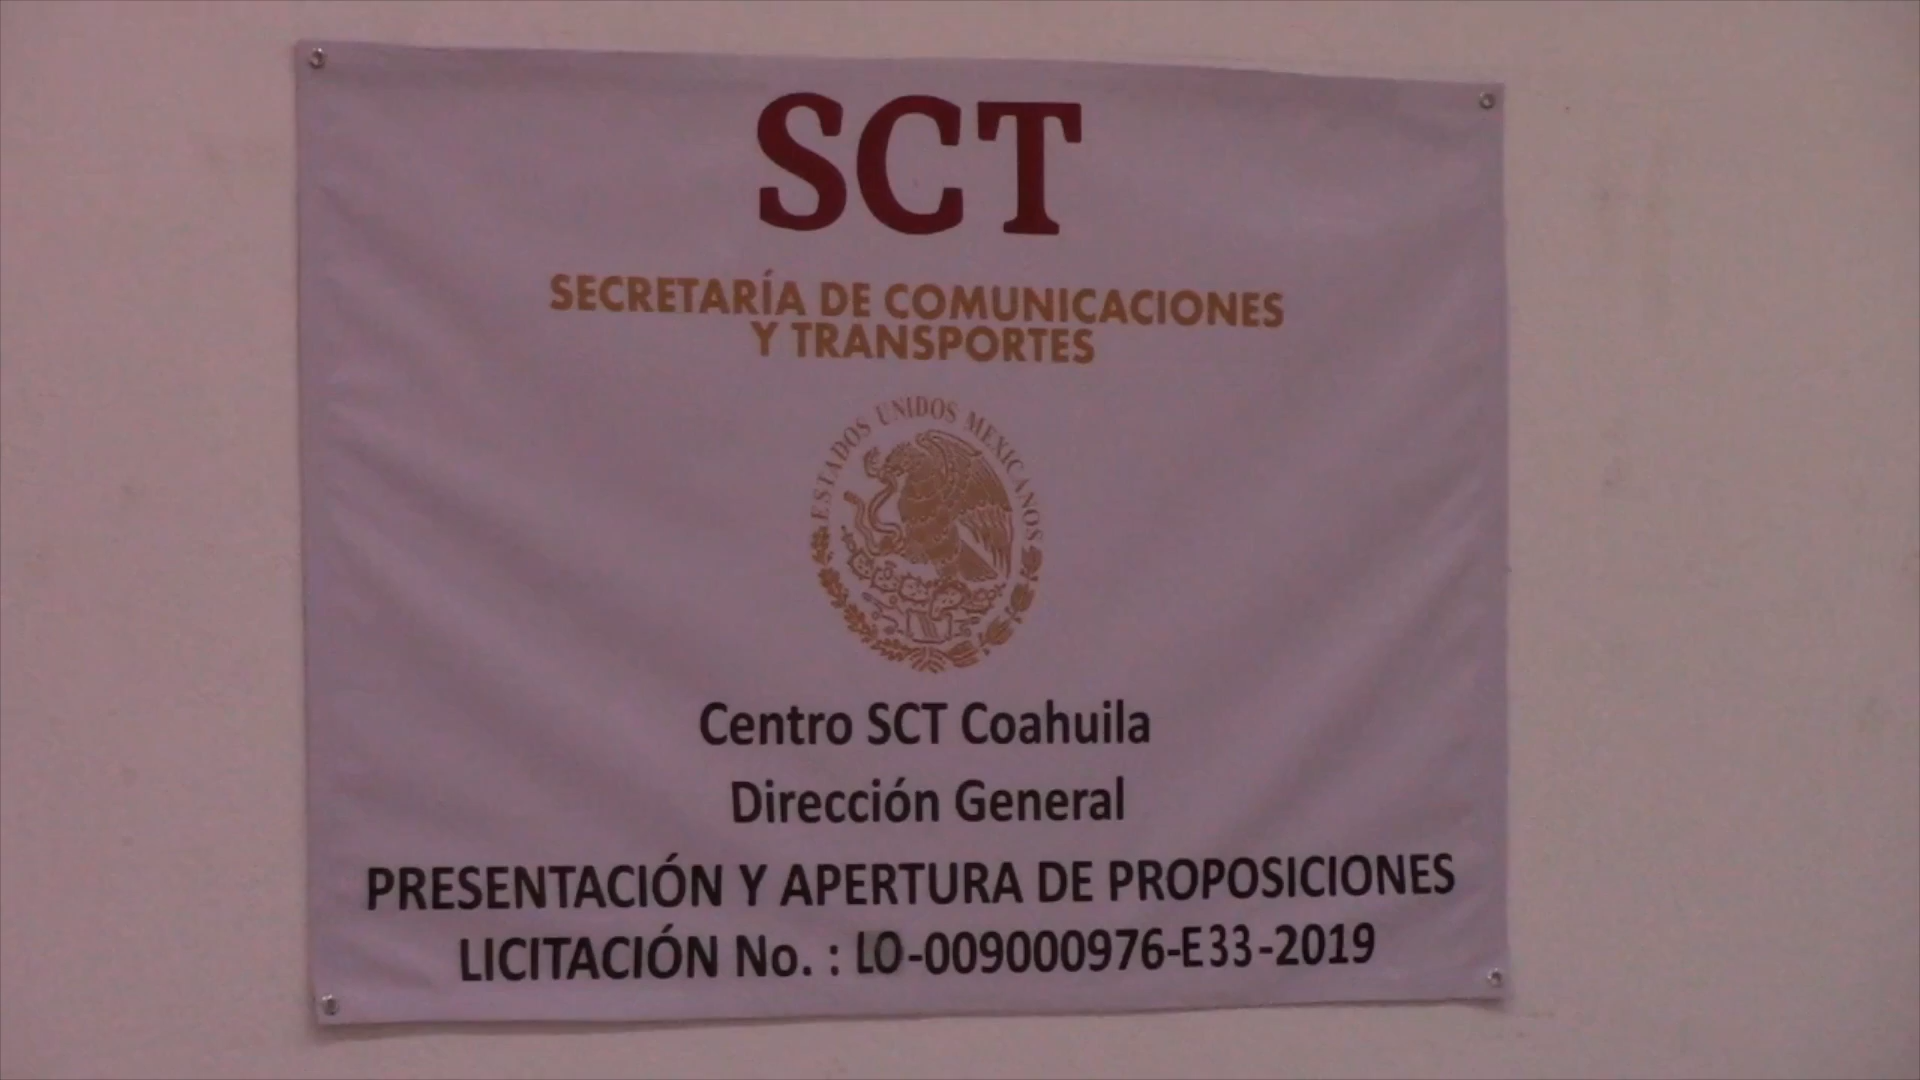 SCT
SECRETARÍA DE COMUNICACIONES
Y TRANSPORTES
ESTADOS UNIDOS MEXICANOS
Centro SCT Coahuila
Dirección General
PRESENTACIÓN Y APERTURA DE PROPOSICIONES
LICITACIÓN No. : LO-009000976-E33-2019